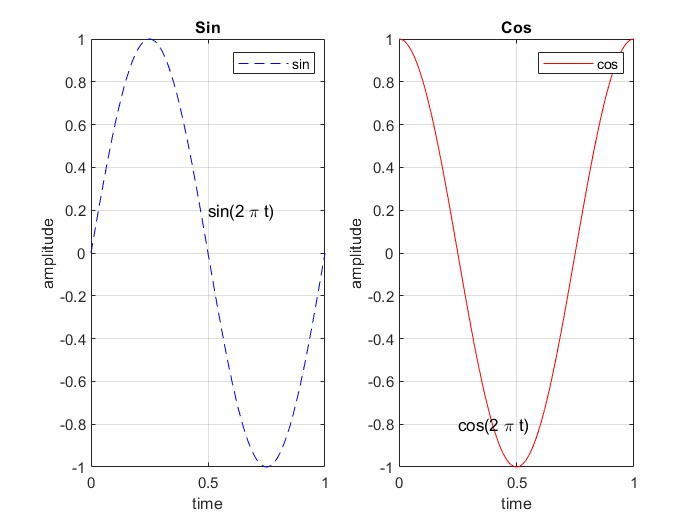 Sin
sin
1
0.8
0.6
0.4
0.2
0
-0.2
-0.4
-0.6
-0.8
-1
amplitude
sin(2 π t)
0 0.5 1
time
Cos
cos
1
0.8
0.6
0.4
0.2
0
-0.2
-0.4
-0.6
-0.8
-1
amplitude
cos(2 π t)
0 0.5 1
time